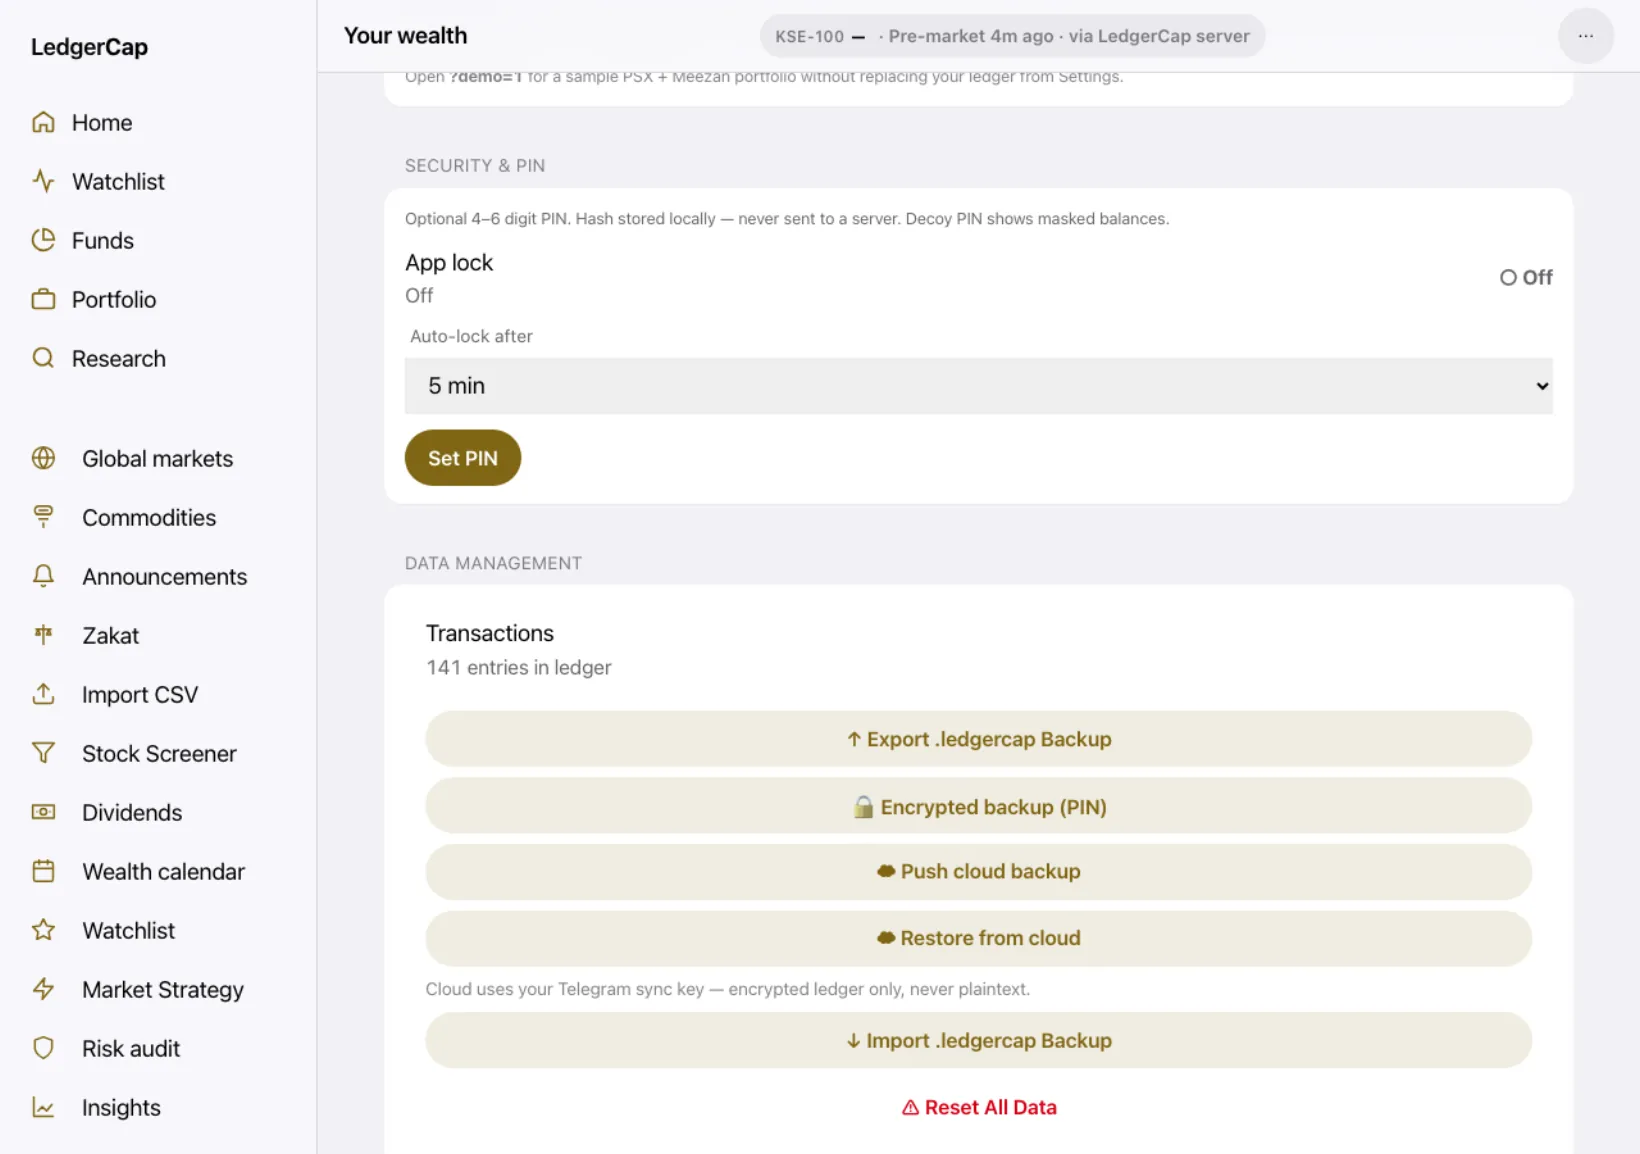 LedgerCap
Home
Watchlist
Funds
Portfolio
Research
Global markets
Commodities
Announcements
Zakat
Import CSV
Stock Screener
Dividends
Wealth calendar
Watchlist
Market Strategy
Risk audit
Insights
Your wealth
KSE-100 — · Pre-market 4m ago · via LedgerCap server
...
Open ?demo=1 for a sample PSX + Meezan portfolio without replacing your ledger from Settings.
SECURITY & PIN
Optional 4–6 digit PIN. Hash stored locally — never sent to a server. Decoy PIN shows masked balances.
App lock
Off
Off
Auto-lock after
5 min
Set PIN
DATA MANAGEMENT
Transactions
141 entries in ledger
↑ Export .ledgercap Backup
🔒 Encrypted backup (PIN)
☁ Push cloud backup
☁ Restore from cloud
Cloud uses your Telegram sync key — encrypted ledger only, never plaintext.
↓ Import .ledgercap Backup
⚠ Reset All Data